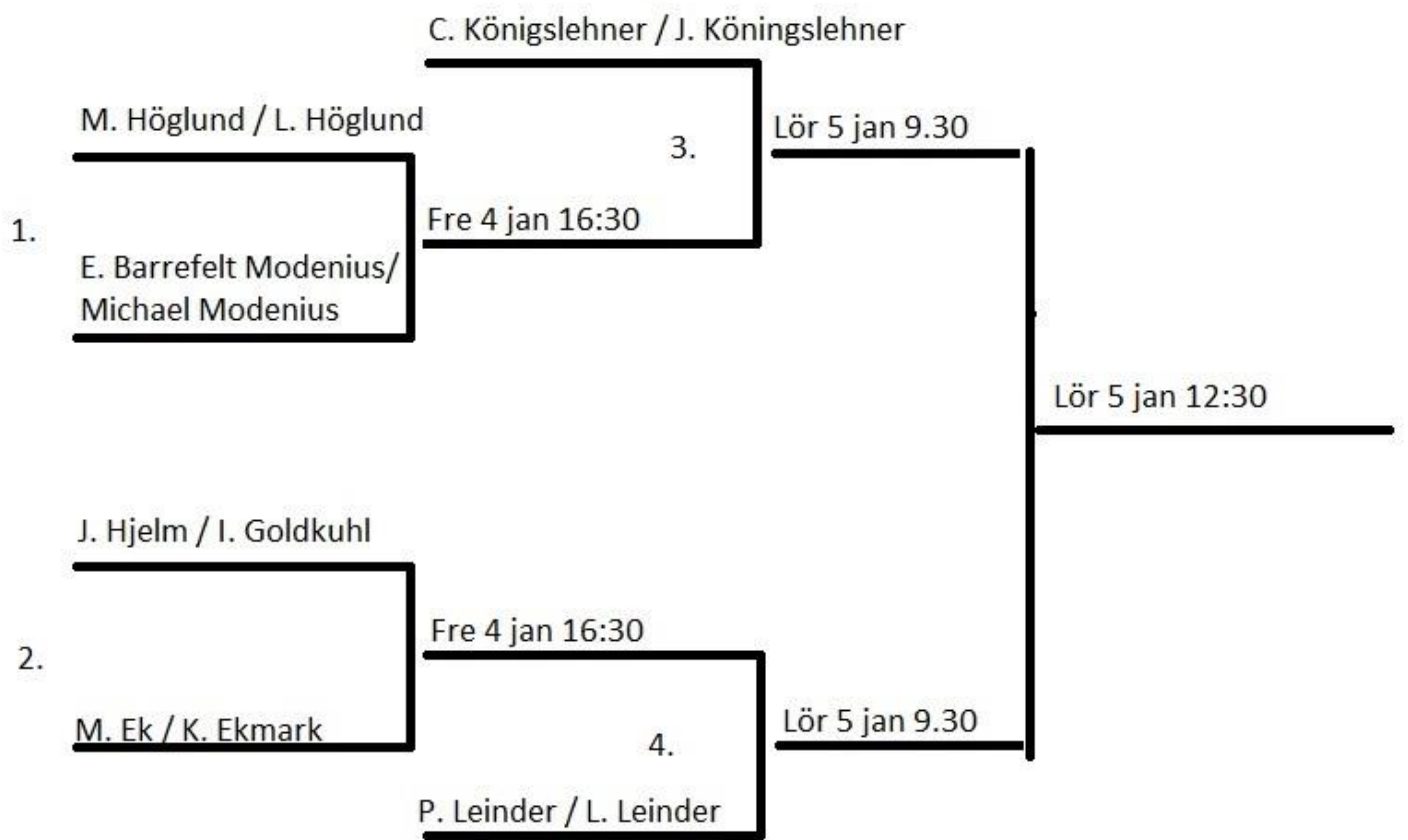 C. Königslehner / J. Köningslehner
M. Höglund / L. Höglund
3.
Lör 5 jan 9.30
1.
Fre 4 jan 16:30
E. Barrefelt Modenius/
Michael Modenius
Lör 5 jan 12:30
J. Hjelm / I. Goldkuhl
2.
Fre 4 jan 16:30
M. Ek / K. Ekmark
4.
Lör 5 jan 9.30
P. Leinder / L. Leinder